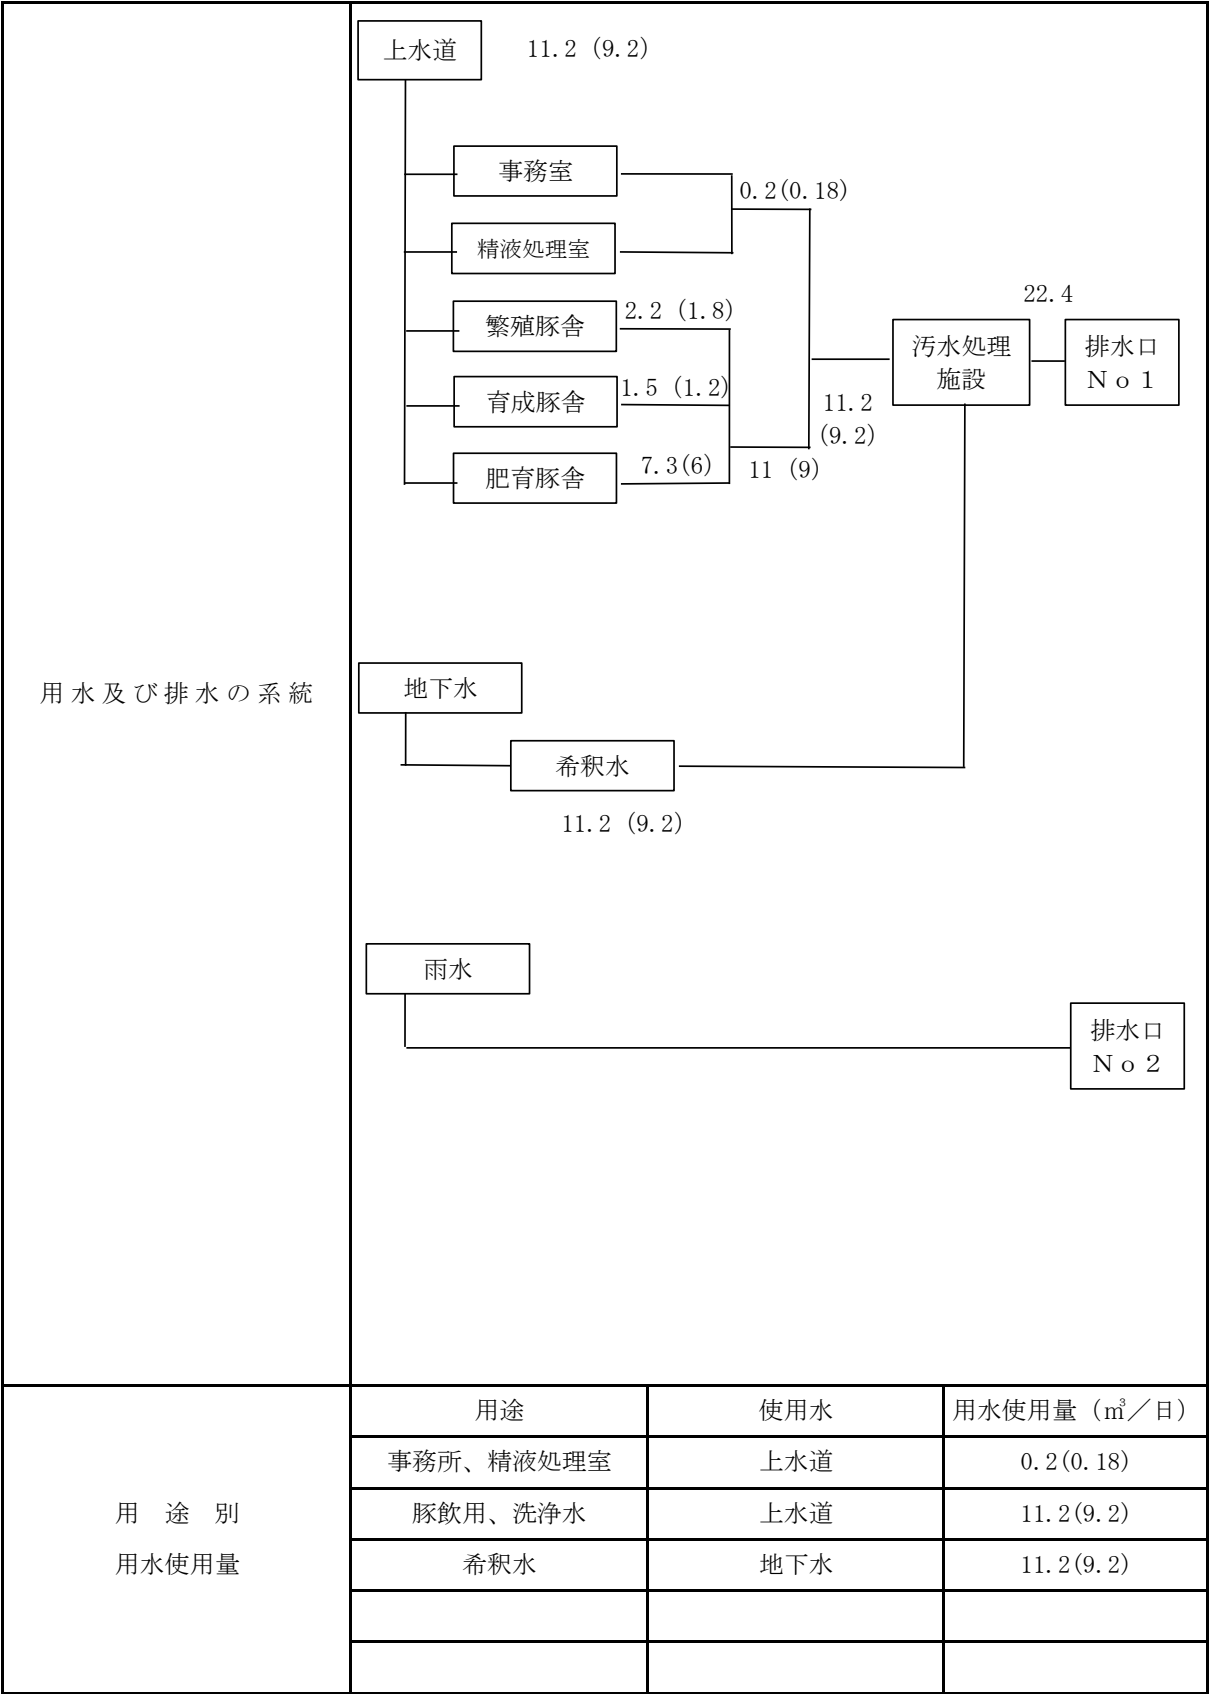 上水道
11.2 (9.2)
事務室
0.2(0.18)
精液処理室
22.4
繁殖豚舎
2.2 (1.8)
汚水処理
施設
排水口
No1
育成豚舎
1.5 (1.2)
11.2
(9.2)
肥育豚舎
7.3(6)
11 (9)
用水及び排水の系統
地下水
希釈水
11.2 (9.2)
雨水
排水口
No2
用途 使用水 用水使用量（㎥／日）
事務所、精液処理室 上水道 0.2(0.18)
用 途 別
豚飲用、洗浄水 上水道 11.2(9.2)
用水使用量
希釈水 地下水 11.2(9.2)